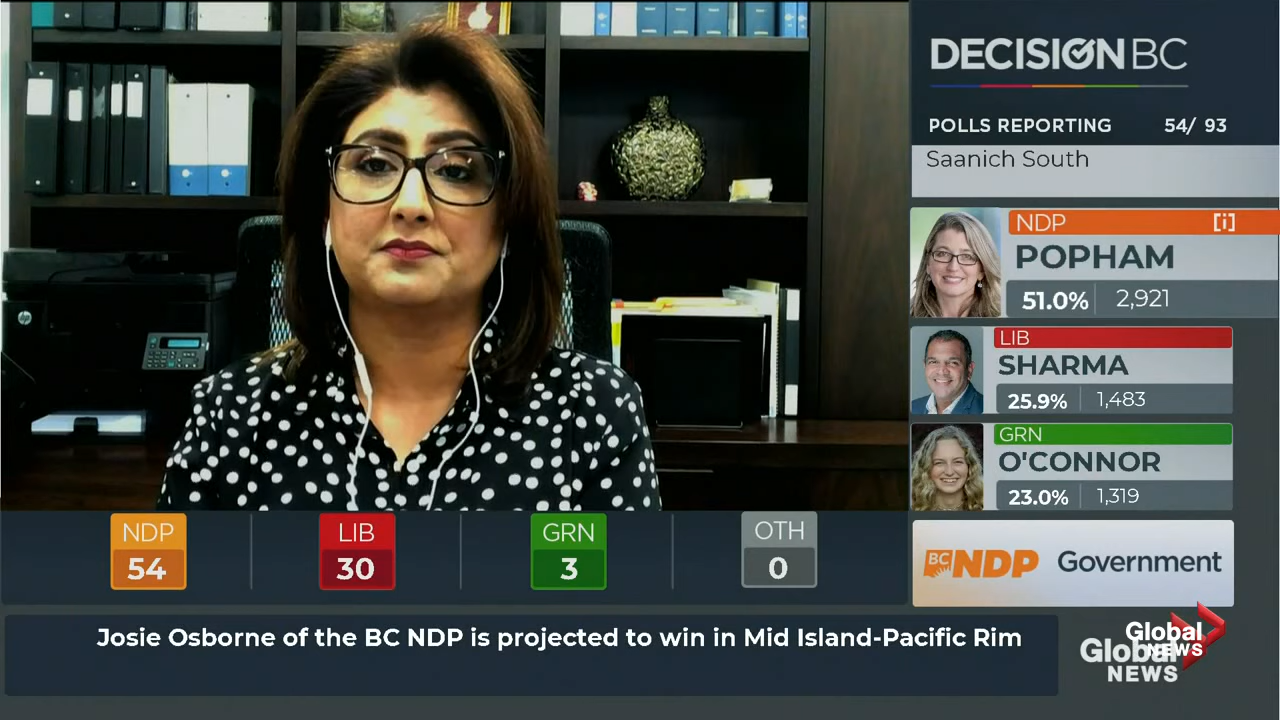 DECISION BC
POLLS REPORTING 54/ 93
Saanich South
NDP [i]
POPHAM
51.0% 2,921
LIB
SHARMA
25.9% 1,483
GRN
O'CONNOR
23.0% 1,319
BC NDP Government
hp
NDP
54
LIB
30
GRN
3
OTH
0
Josie Osborne of the BC NDP is projected to win in Mid Island-Pacific Rim
Global
NEWS
Global
NEWS